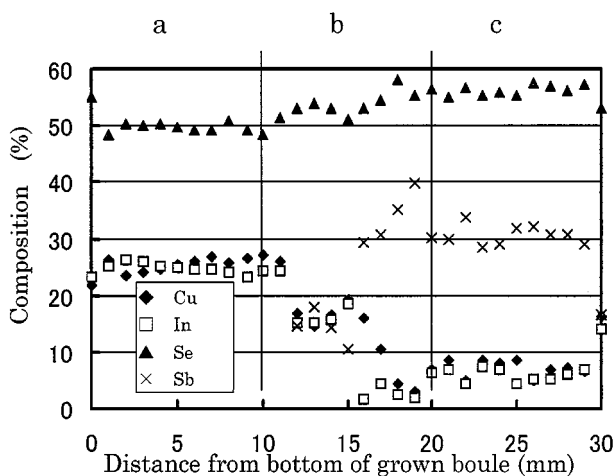 a b c
60
50
40
30
20
10
0
Composition (%)
Cu
In
Se
Sb
0 5 10 15 20 25 30
Distance from bottom of grown boule (mm)